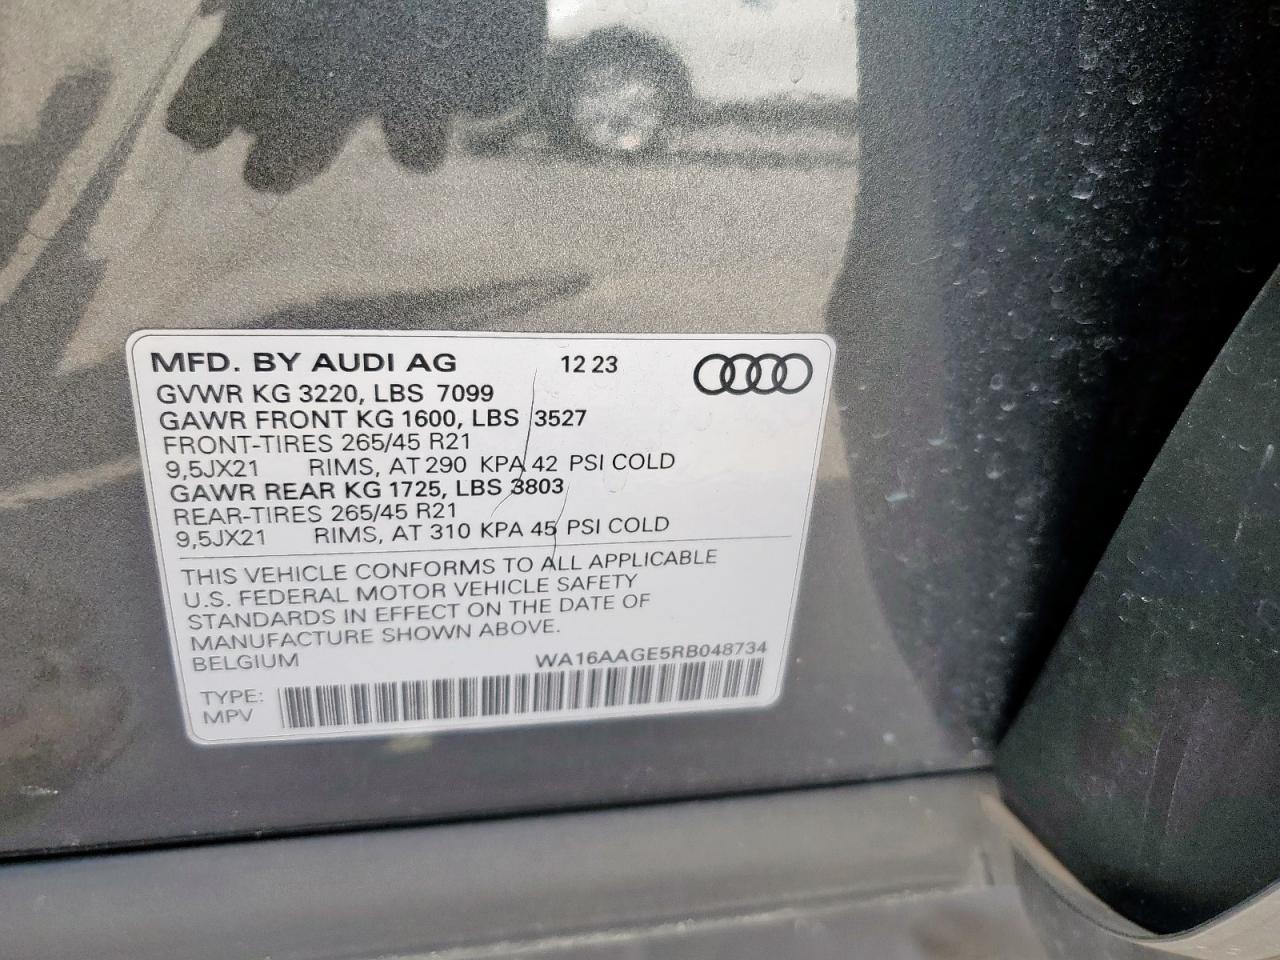 MFD. BY AUDI AG 12 23
GVWR KG 3220, LBS 7099
GAWR FRONT KG 1600, LBS 3527
FRONT-TIRES 265/45 R21
9,5JX21 RIMS, AT 290 KPA 42 PSI COLD
GAWR REAR KG 1725, LBS 3803
REAR-TIRES 265/45 R21
9,5JX21 RIMS, AT 310 KPA 45 PSI COLD
THIS VEHICLE CONFORMS TO ALL APPLICABLE
U.S. FEDERAL MOTOR VEHICLE SAFETY
STANDARDS IN EFFECT ON THE DATE OF
MANUFACTURE SHOWN ABOVE.
BELGIUM WA16AAGE5RB048734
TYPE:
MPV